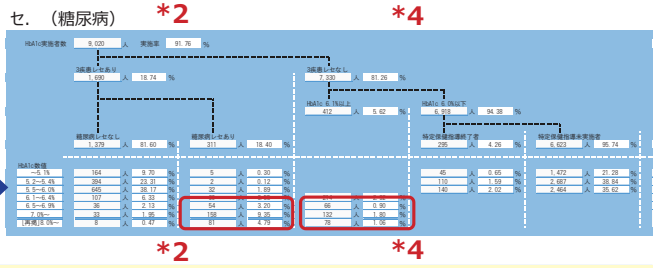 セ. （糖尿病）
*2 *4
HbA1c実施者数 9,020 人 実施率 91.76 %
3疾患レセあり 3疾患レセなし
1,690 人 18.74 % 7,330 人 81.26 %
HbA1c 6.1%以上 HbA1c 6.0%以下
412 人 5.62 % 6,918 人 94.38 %
糖尿病レセなし 糖尿病レセあり 特定保健指導終了者 特定保健指導未実施者
1,379 人 81.60 % 311 人 18.40 % 295 人 4.26 % 6,623 人 95.74 %
HbA1c数値
～5.1% 164 人 9.70 % 5 人 0.30 % 45 人 0.65 % 1,472 人 21.28 %
5.2～5.4% 394 人 23.31 % 2 人 0.12 % 110 人 1.59 % 2,687 人 38.84 %
5.5～6.0% 645 人 38.17 % 32 人 1.89 % 140 人 2.02 % 2,464 人 35.62 %
6.1～6.4% 107 人 6.33 % 人 % 人 %
6.5～6.9% 36 人 2.13 % 54 人 3.20 % 66 人 0.90 %
7.0%～ 33 人 1.95 % 158 人 9.35 % 132 人 1.80 %
[再掲]8.0%～ 8 人 0.47 % 81 人 4.79 % 78 人 1.06 %
*2 *4